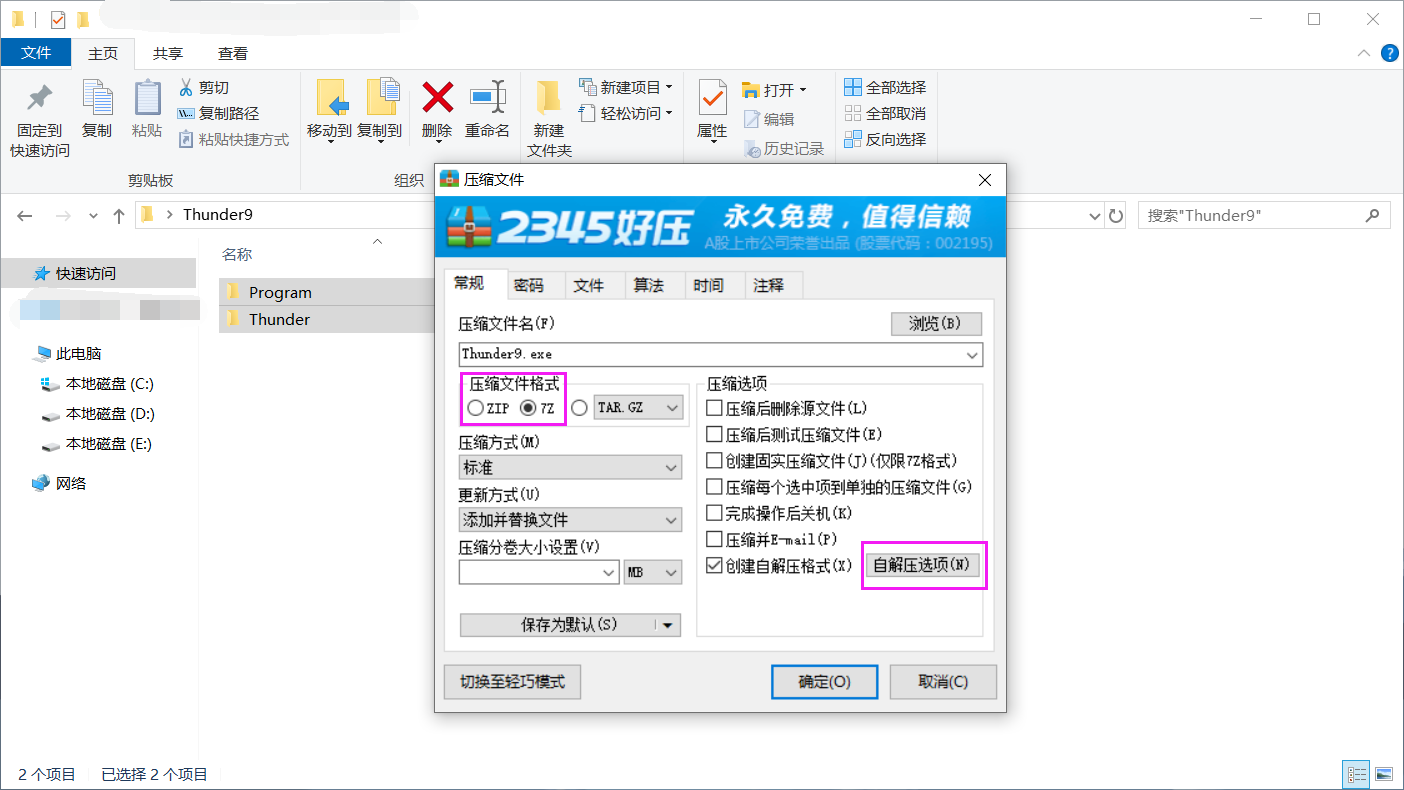 文件 主页 共享 查看
固定到
快速访问
复制
粘贴
剪切
复制路径
粘贴快捷方式
剪贴板
移动到
复制到
删除
重命名
组织
新建
文件夹
新建项目
轻松访问
属性
打开
编辑
历史记录
全部选择
全部取消
反向选择
Thunder9
搜索"Thunder9"
名称
快速访问
此电脑
本地磁盘 (C:)
本地磁盘 (D:)
本地磁盘 (E:)
网络
Program
Thunder
压缩文件
2345好压
永久免费，值得信赖
A股上市公司荣誉出品 (股票代码：002195)
常规 密码 文件 算法 时间 注释
压缩文件名(F)
浏览(B)
Thunder9.exe
压缩文件格式
ZIP 7Z TAR.GZ
压缩方式(M)
标准
更新方式(U)
添加并替换文件
压缩分卷大小设置(V)
MB
保存为默认(S)
压缩选项
压缩后删除源文件(L)
压缩后测试压缩文件(E)
创建固实压缩文件(J)(仅限7Z格式)
压缩每个选中项到单独的压缩文件(G)
完成操作后关机(K)
压缩并E-mail(P)
创建自解压格式(X)
自解压选项(N)
切换至轻巧模式
确定(O)
取消(C)
2 个项目 已选择 2 个项目